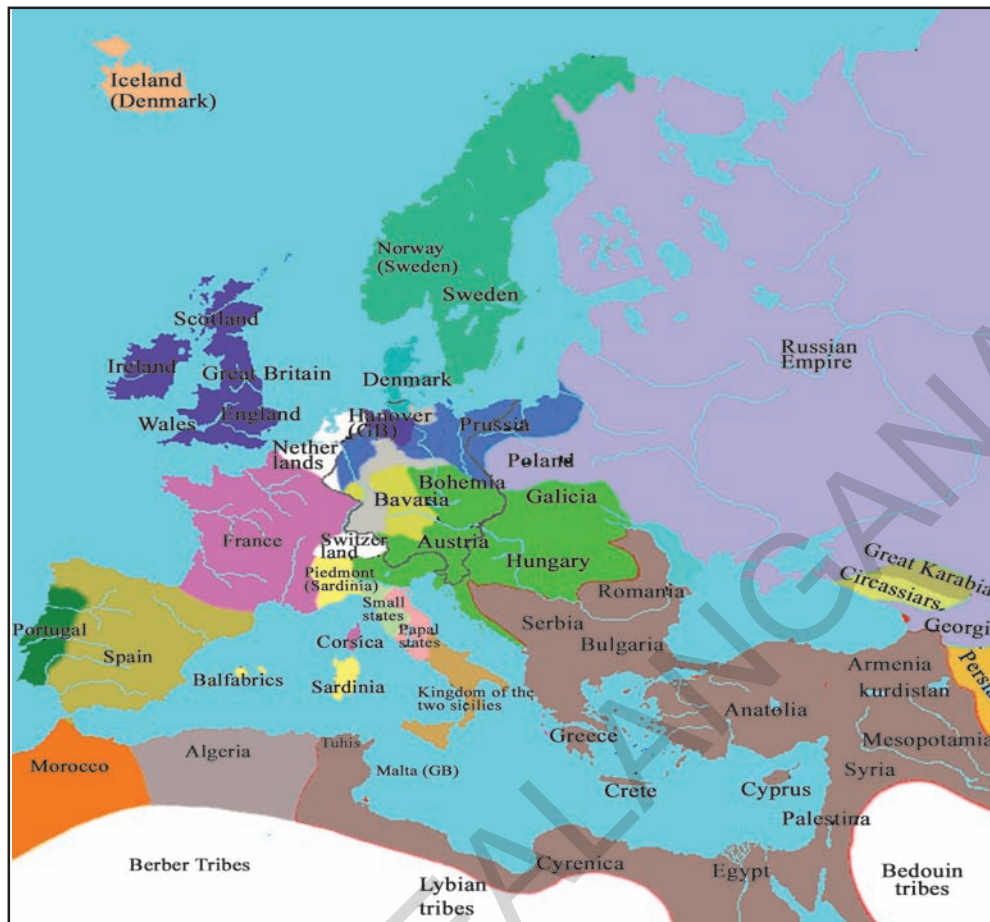 Iceland
(Denmark)
Norway
(Sweden)
Sweden
Scotland
Ireland
Great Britain
Wales
England
Denmark
Hanover
(GB)
Prussia
Russian
Empire
Nether
lands
Poland
Bohemia
Galicia
Bavaria
France
Switzer
land
Austria
Hungary
Piedmont
(Sardinia)
Small
states
Papal
states
Romania
Serbia
Bulgaria
Great Karabia
Circassiars
Georgi
Portugal
Spain
Corsica
Balfabrics
Sardinia
Kingdom of the
two sicilies
Armenia
kurdistan
Persia
Anatolia
Greece
Mesopotamia
Syria
Morocco
Algeria
Tuhis
Malta (GB)
Crete
Cyprus
Palestina
Berber Tribes
Lybian
tribes
Cyrenica
Egypt
Bedouin
tribes
TALANGANA